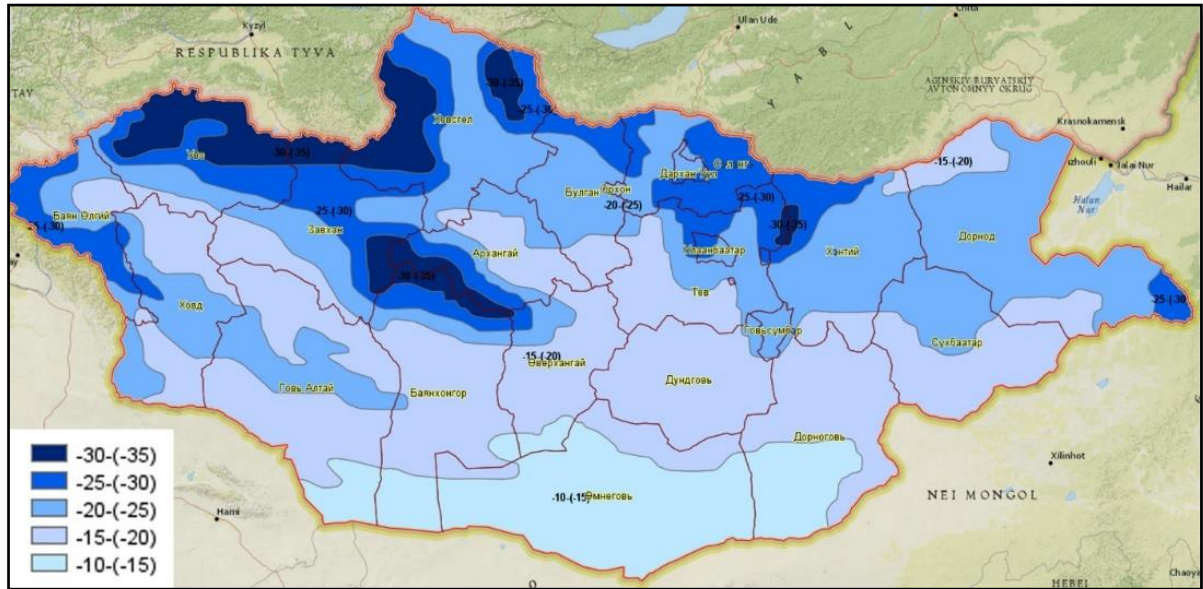 Kyzyl
Ulan Ude
Chita
RESPUBLIKA TYVA
TAY
YABL
AGINSKIY BURYATSKIY
AVTONOMNYY OKRUG
Krasnokamensk
-30-(-35)
-25-(-30)
Хөвсгөл
Увс
-30-(-35)
-15-(-20)
Jalai Nur
Hailar
Hulun
Nur
Дархан Уул
Булган
Орхон
-20-(-25)
-25-(-30)
Баян Өлгий
-25-(-30)
Завхан
-25-(-30)
-30-(-35)
Дорнод
Архангай
Улаанбаатар
Хэнтий
-30-(-35)
Төв
-25-(-30)
Ховд
Говьсүмбэр
Сүхбаатар
-15-(-20)
Өвөрхангай
Говь Алтай
Баянхонгор
Дундговь
Дорноговь
Xilinhot
NEI MONGOL
-10-(-15)
Өмнөговь
Hami
HEBEI
-30-(-35)
-25-(-30)
-20-(-25)
-15-(-20)
-10-(-15)